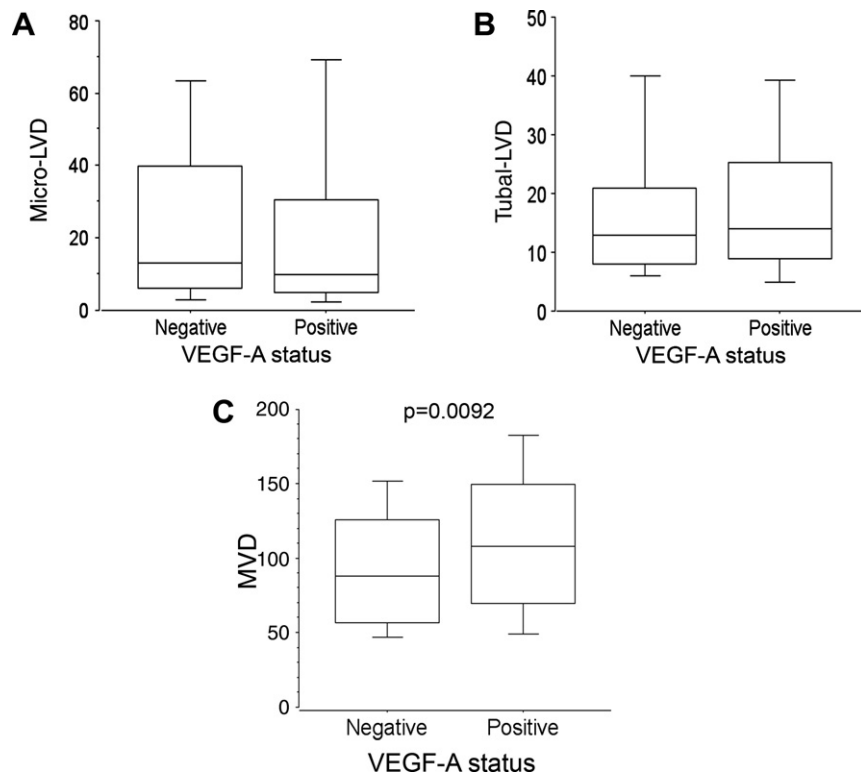 A
Micro-LVD
80
60
40
20
0
Negative Positive
VEGF-A status
B
Tubal-LVD
50
40
30
20
10
0
Negative Positive
VEGF-A status
C
p=0.0092
MVD
200
150
100
50
0
Negative Positive
VEGF-A status